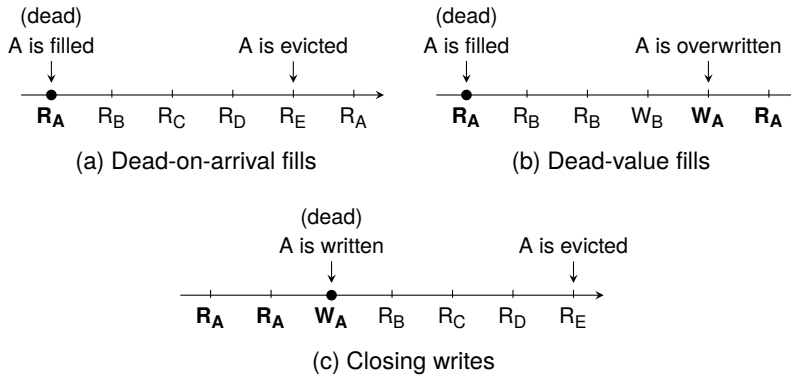 (dead)
A is filled
A is evicted
R_A R_B R_C R_D R_E R_A
(a) Dead-on-arrival fills
(dead)
A is filled
A is overwritten
R_A R_B R_B W_B W_A R_A
(b) Dead-value fills
(dead)
A is written
A is evicted
R_A R_A W_A R_B R_C R_D R_E
(c) Closing writes